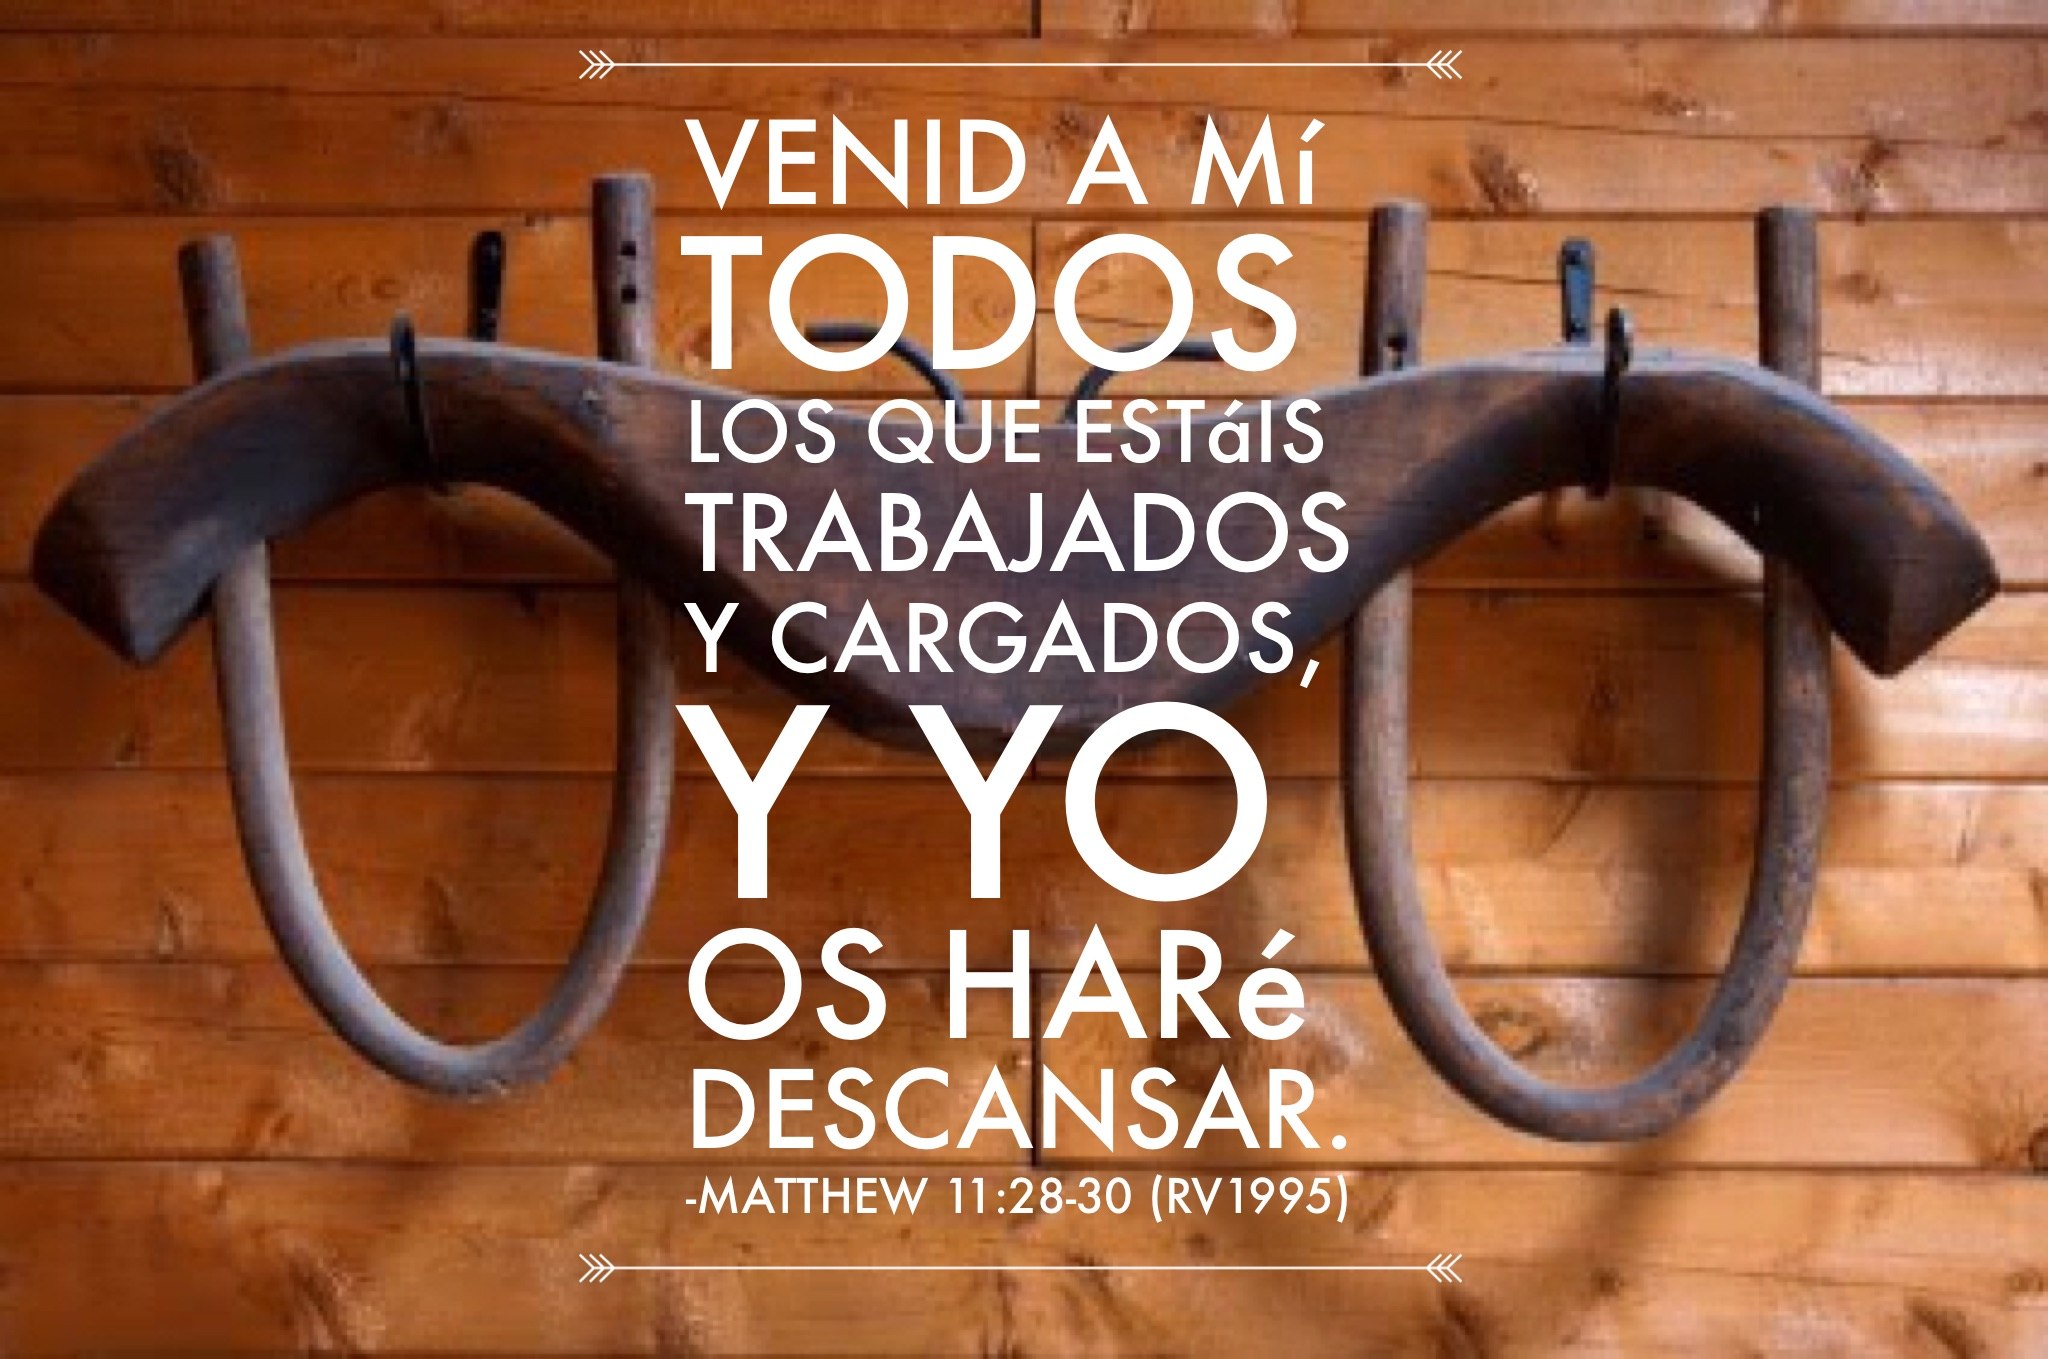 VENID A Mí
TODOS
LOS QUE ESTáIS
TRABAJADOS
Y CARGADOS,
Y YO
OS HARé
DESCANSAR.
-MATTHEW 11:28-30 (RV1995)